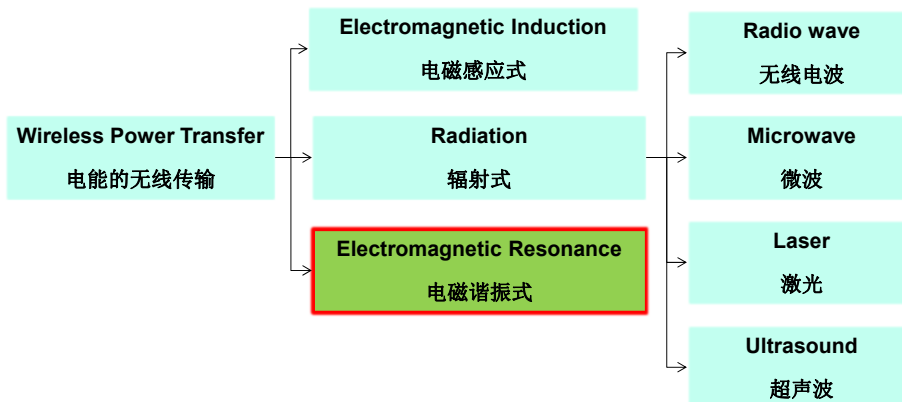 Wireless Power Transfer
电能的无线传输
Electromagnetic Induction
电磁感应式
Radiation
辐射式
Electromagnetic Resonance
电磁谐振式
Radio wave
无线电波
Microwave
微波
Laser
激光
Ultrasound
超声波